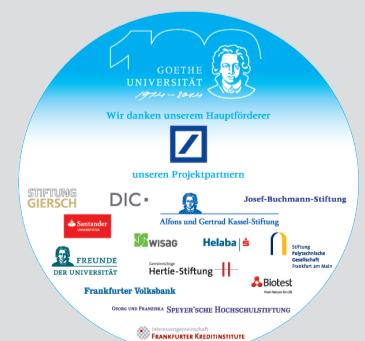 100
GOETHE
UNIVERSITÄT
1914 – 2014
Wir danken unserem Hauptförderer
unseren Projektpartnern
STIFTUNG
GIERSCH
DIC
Josef-Buchmann-Stiftung
Santander
UNIVERSITÄTEN
Alfons und Gertrud Kassel-Stiftung
WISAG
Helaba
Stiftung
Polytechnische
Gesellschaft
Frankfurt am Main
FREUNDE
DER UNIVERSITÄT
Gemeinnützige
Hertie-Stiftung
Biotest
Frankfurter Volksbank
GEORG UND FRANZISKA SPEYER'SCHE HOCHSCHULSTIFTUNG
Interessengemeinschaft
FRANKFURTER KREDITINSTITUTE